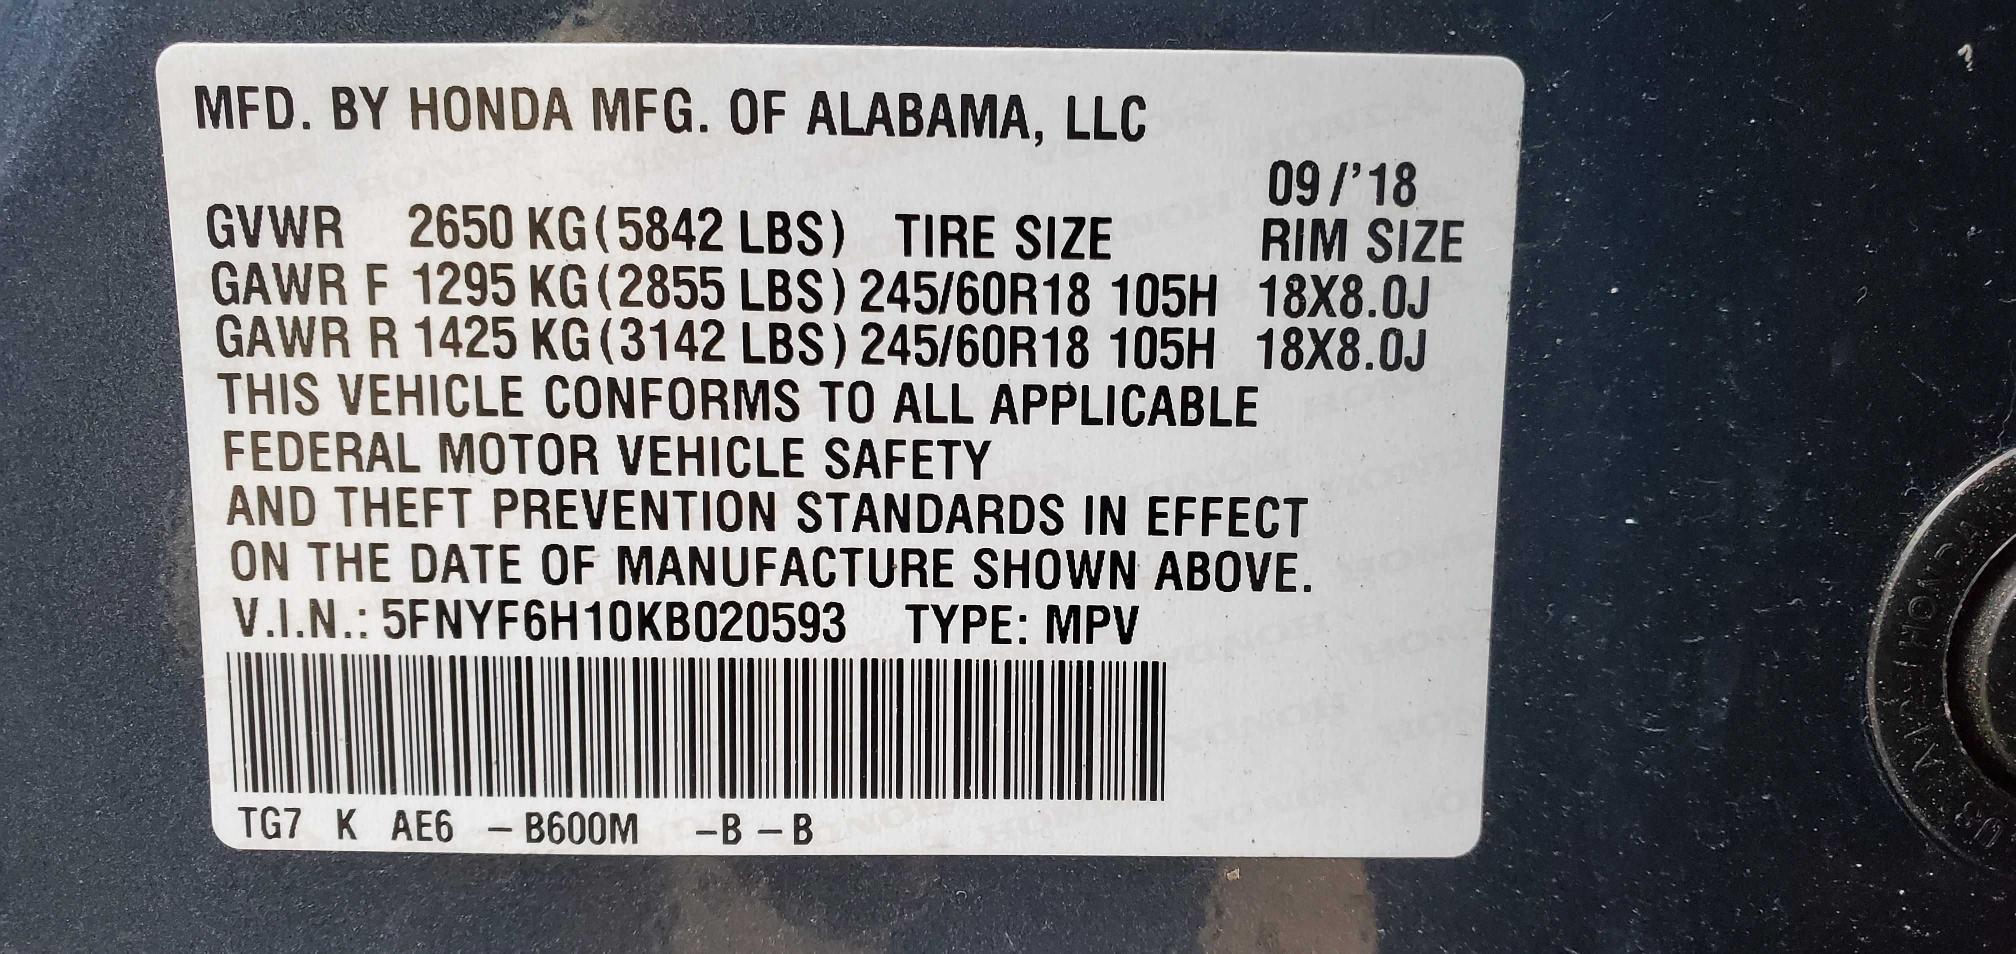 MFD. BY HONDA MFG. OF ALABAMA, LLC
09/'18
GVWR 2650 KG (5842 LBS) TIRE SIZE RIM SIZE
GAWR F 1295 KG (2855 LBS) 245/60R18 105H 18X8.0J
GAWR R 1425 KG (3142 LBS) 245/60R18 105H 18X8.0J
THIS VEHICLE CONFORMS TO ALL APPLICABLE
FEDERAL MOTOR VEHICLE SAFETY
AND THEFT PREVENTION STANDARDS IN EFFECT
ON THE DATE OF MANUFACTURE SHOWN ABOVE.
V.I.N.: 5FNYF6H10KB020593 TYPE: MPV
TG7 K AE6 – B600M –B – B